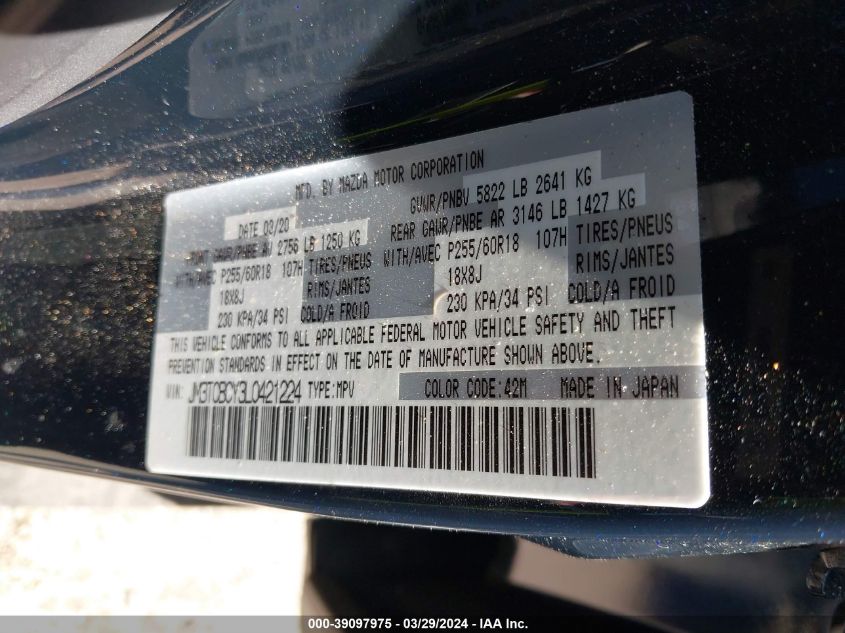 MFD. BY MAZDA MOTOR CORPORATION
DATE 03/20 GVWR/PNBV 5822 LB 2641 KG
FRONT GAWR/PNBE AV 2756 LB 1250 KG REAR GAWR/PNBE AR 3146 LB 1427 KG
WITH/AVEC P255/60R18 107H TIRES/PNEUS WITH/AVEC P255/60R18 107H TIRES/PNEUS
18X8J RIMS/JANTES 18X8J RIMS/JANTES
230 KPA/34 PSI COLD/A FROID 230 KPA/34 PSI COLD/A FROID
THIS VEHICLE CONFORMS TO ALL APPLICABLE FEDERAL MOTOR VEHICLE SAFETY AND THEFT
PREVENTION STANDARDS IN EFFECT ON THE DATE OF MANUFACTURE SHOWN ABOVE.
VIN: JM3TCBCY3L0421224 TYPE:MPV COLOR CODE:42M MADE IN JAPAN
000-39097975 - 03/29/2024 - IAA Inc.